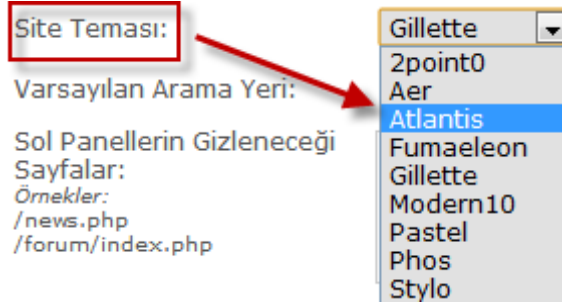 Site Teması:
Gillette
Varsayılan Arama Yeri:
2point0
Aer
Atlantis
Fumaeleon
Gillette
Modern10
Pastel
Phos
Stylo
Sol Panellerin Gizleneceği
Sayfalar:
Örnekler:
/news.php
/forum/index.php